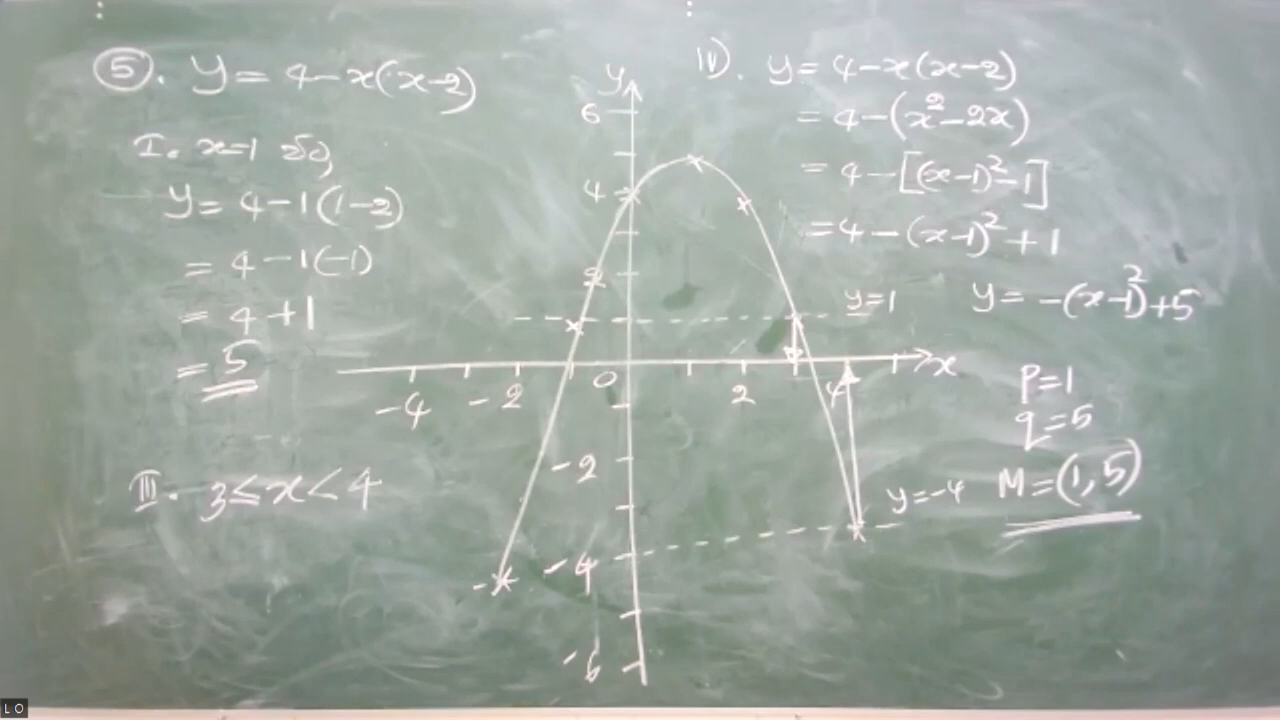 5. y = 4 - x(x-2)
I. x=1
y = 4 - 1(1-2)
= 4 - 1(-1)
= 4 + 1
= 5
III. 3 ≤ x < 4
y
6
4
2
y=1
-4 -2 0 2 4 x
-2
y=-4
-4
-6
IV). y = 4 - x(x-2)
= 4 - (x² - 2x)
= 4 - [(x-1)² - 1]
= 4 - (x-1)² + 1
y = -(x-1)² + 5
P=1
q=5
M=(1,5)
LO